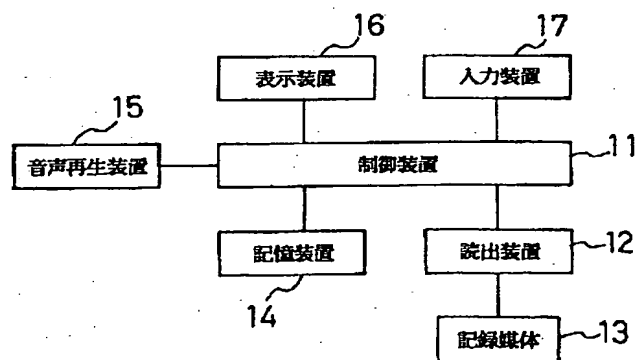 16
17
表示装置
入力装置
15
音声再生装置
制御装置
11
記憶装置
読出装置
12
14
記録媒体
13